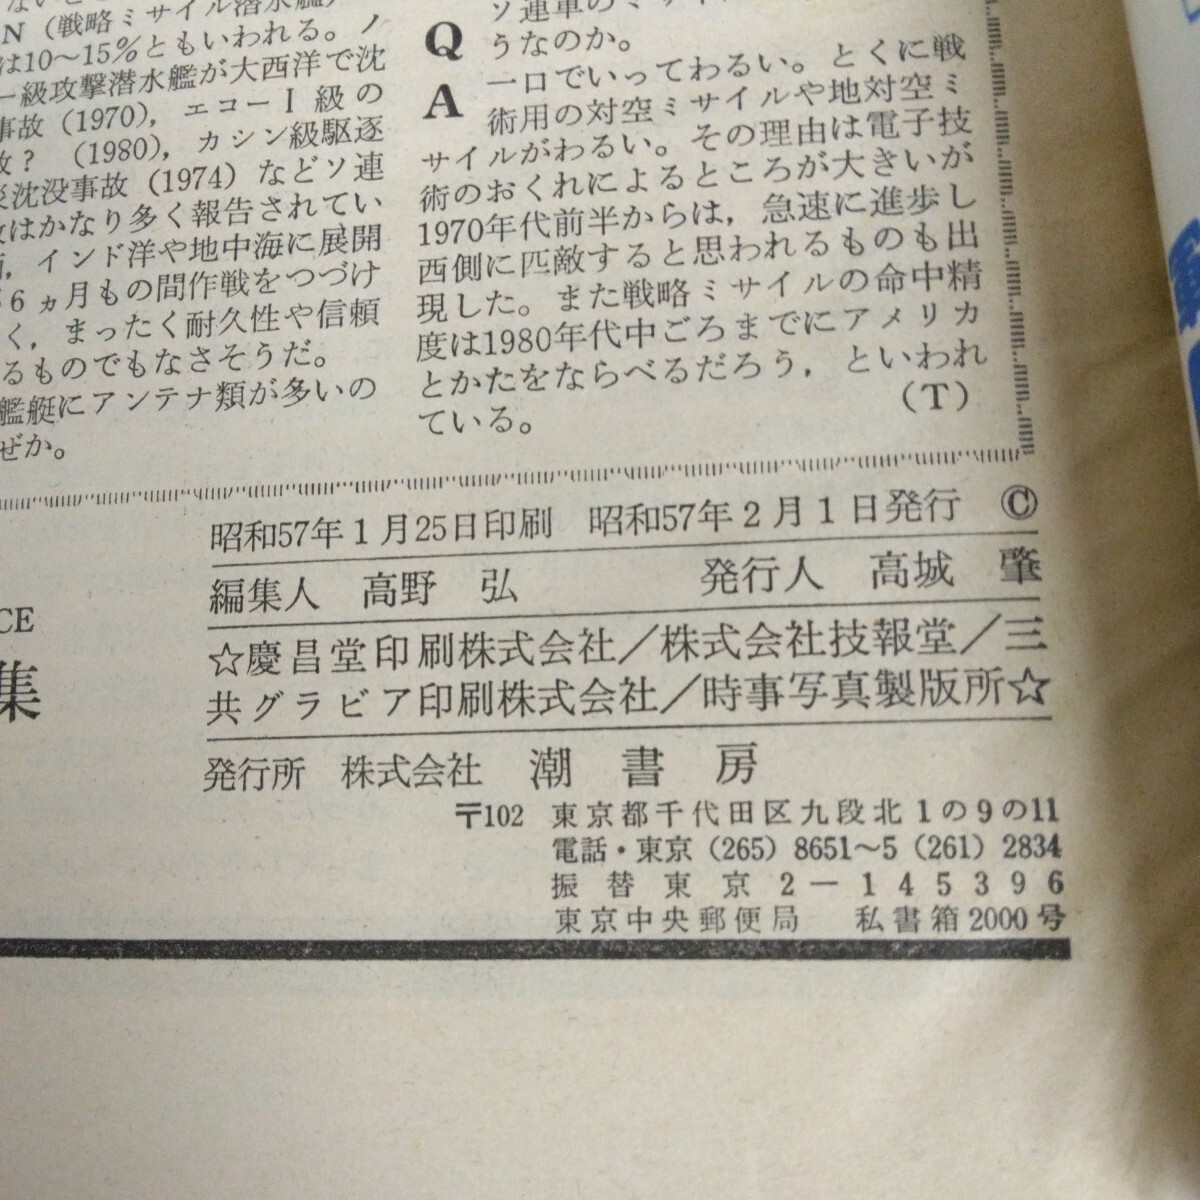 N（戦略ミサイル潜水艦）
は10〜15%ともいわれる。ノ
ー級攻撃潜水艦が大西洋で沈
事故（1970），エコーⅠ級の
故？（1980），カシン級駆逐
災沈没事故（1974）などソ連
故はかなり多く報告されてい
，インド洋や地中海に展開
6ヵ月もの間作戦をつづけ
く，まったく耐久性や信頼
るものでもなさそうだ。
艦艇にアンテナ類が多いの
ぜか。
ソ連軍のミサイル
うなのか。
Q
A 一口でいってわるい。とくに戦
術用の対空ミサイルや地対空ミ
サイルがわるい。その理由は電子技
術のおくれによるところが大きいが
1970年代前半からは，急速に進歩し
西側に匹敵すると思われるものも出
現した。また戦略ミサイルの命中精
度は1980年代中ごろまでにアメリカ
とかたをならべるだろう，といわれ
ている。（T）
CE
集
昭和57年1月25日印刷 昭和57年2月1日発行 ©
編集人 高野 弘 発行人 高城 肇
☆慶昌堂印刷株式会社／株式会社技報堂／三
共グラビア印刷株式会社／時事写真製版所☆
発行所 株式会社 潮書房
〒102 東京都千代田区九段北1の9の11
電話・東京（265）8651〜5（261）2834
振替東京2－145396
東京中央郵便局 私書箱2000号